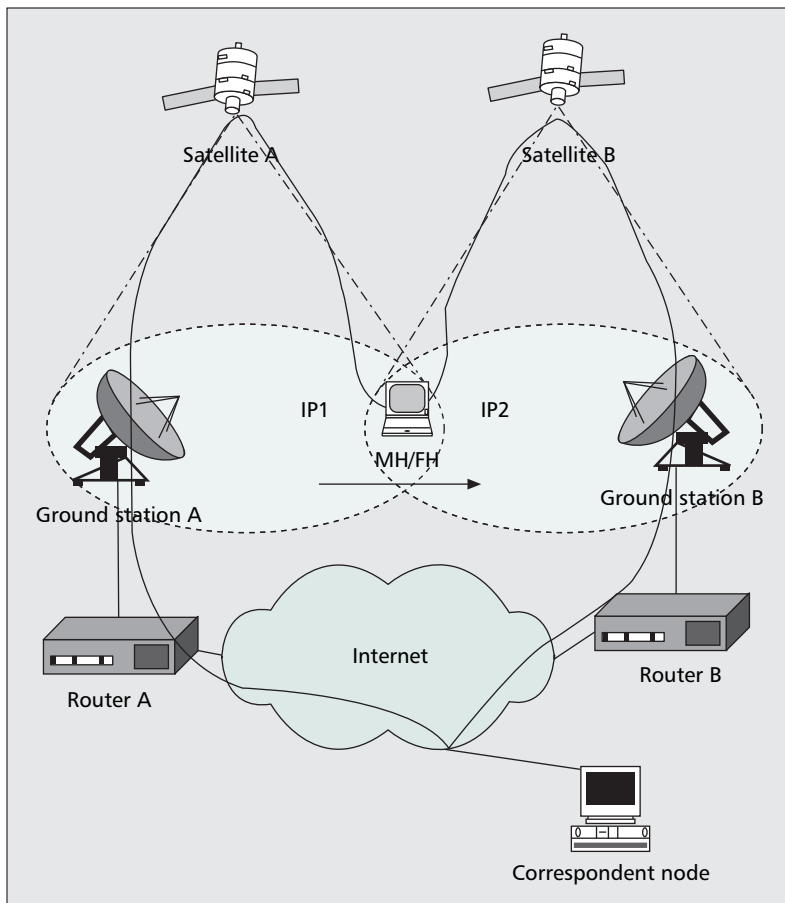 Satellite A
Satellite B
IP1
IP2
MH/FH
Ground station A
Ground station B
Internet
Router A
Router B
Correspondent node